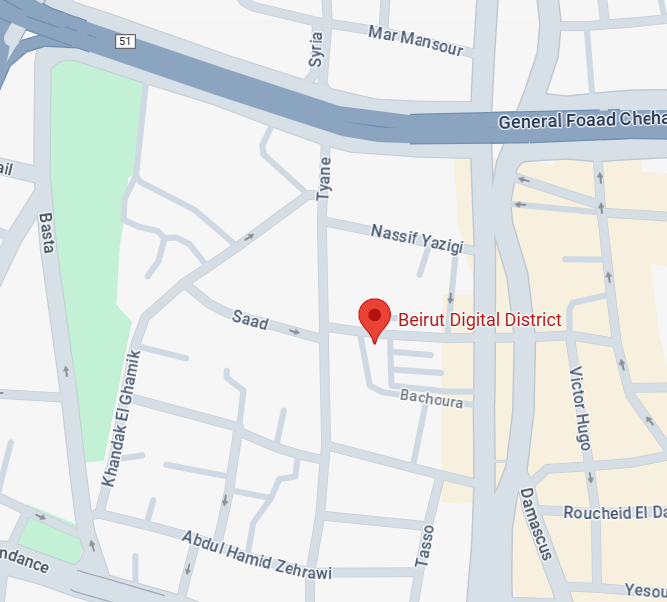 Syria
Mar Mansour
51
General Foaad Cheha
ail
Tyane
Basta
Nassif Yazigi
Saad
Beirut Digital District
Khandak El Ghamik
Bachoura
Victor Hugo
Damascus
Roucheid El Da
Tasso
Abdul Hamid Zehrawi
ndance
Yesou